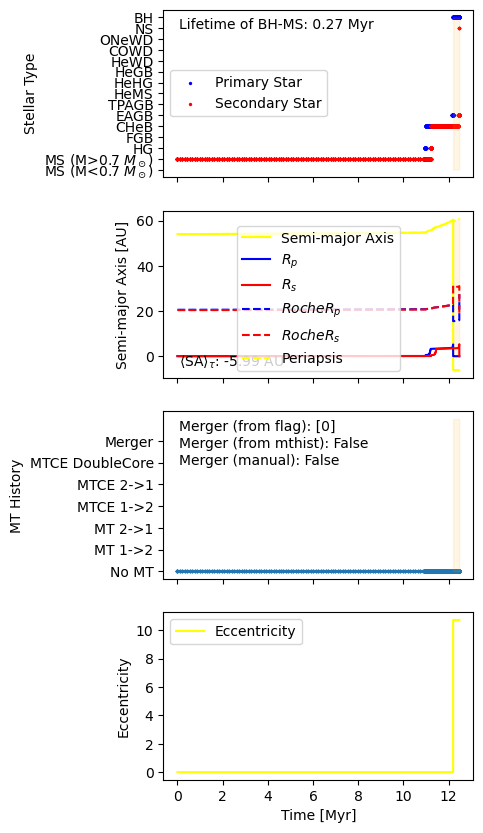 BH
NS
ONeWD
COWD
HeWD
HeGB
HeHG
HeMS
TPAGB
EAGB
CHeB
FGB
HG
MS (M>0.7 M⊙)
MS (M<0.7 M⊙)
Stellar Type
Lifetime of BH-MS: 0.27 Myr
Primary Star
Secondary Star
60
40
20
0
Semi-major Axis [AU]
Semi-major Axis
Rp
Rs
RocheRp
RocheRs
Periapsis
⟨SA⟩τ: -5.99 AU
Merger
MTCE DoubleCore
MTCE 2->1
MTCE 1->2
MT 2->1
MT 1->2
No MT
MT History
Merger (from flag): [0]
Merger (from mthist): False
Merger (manual): False
10
8
6
4
2
0
Eccentricity
Eccentricity
0 2 4 6 8 10 12
Time [Myr]